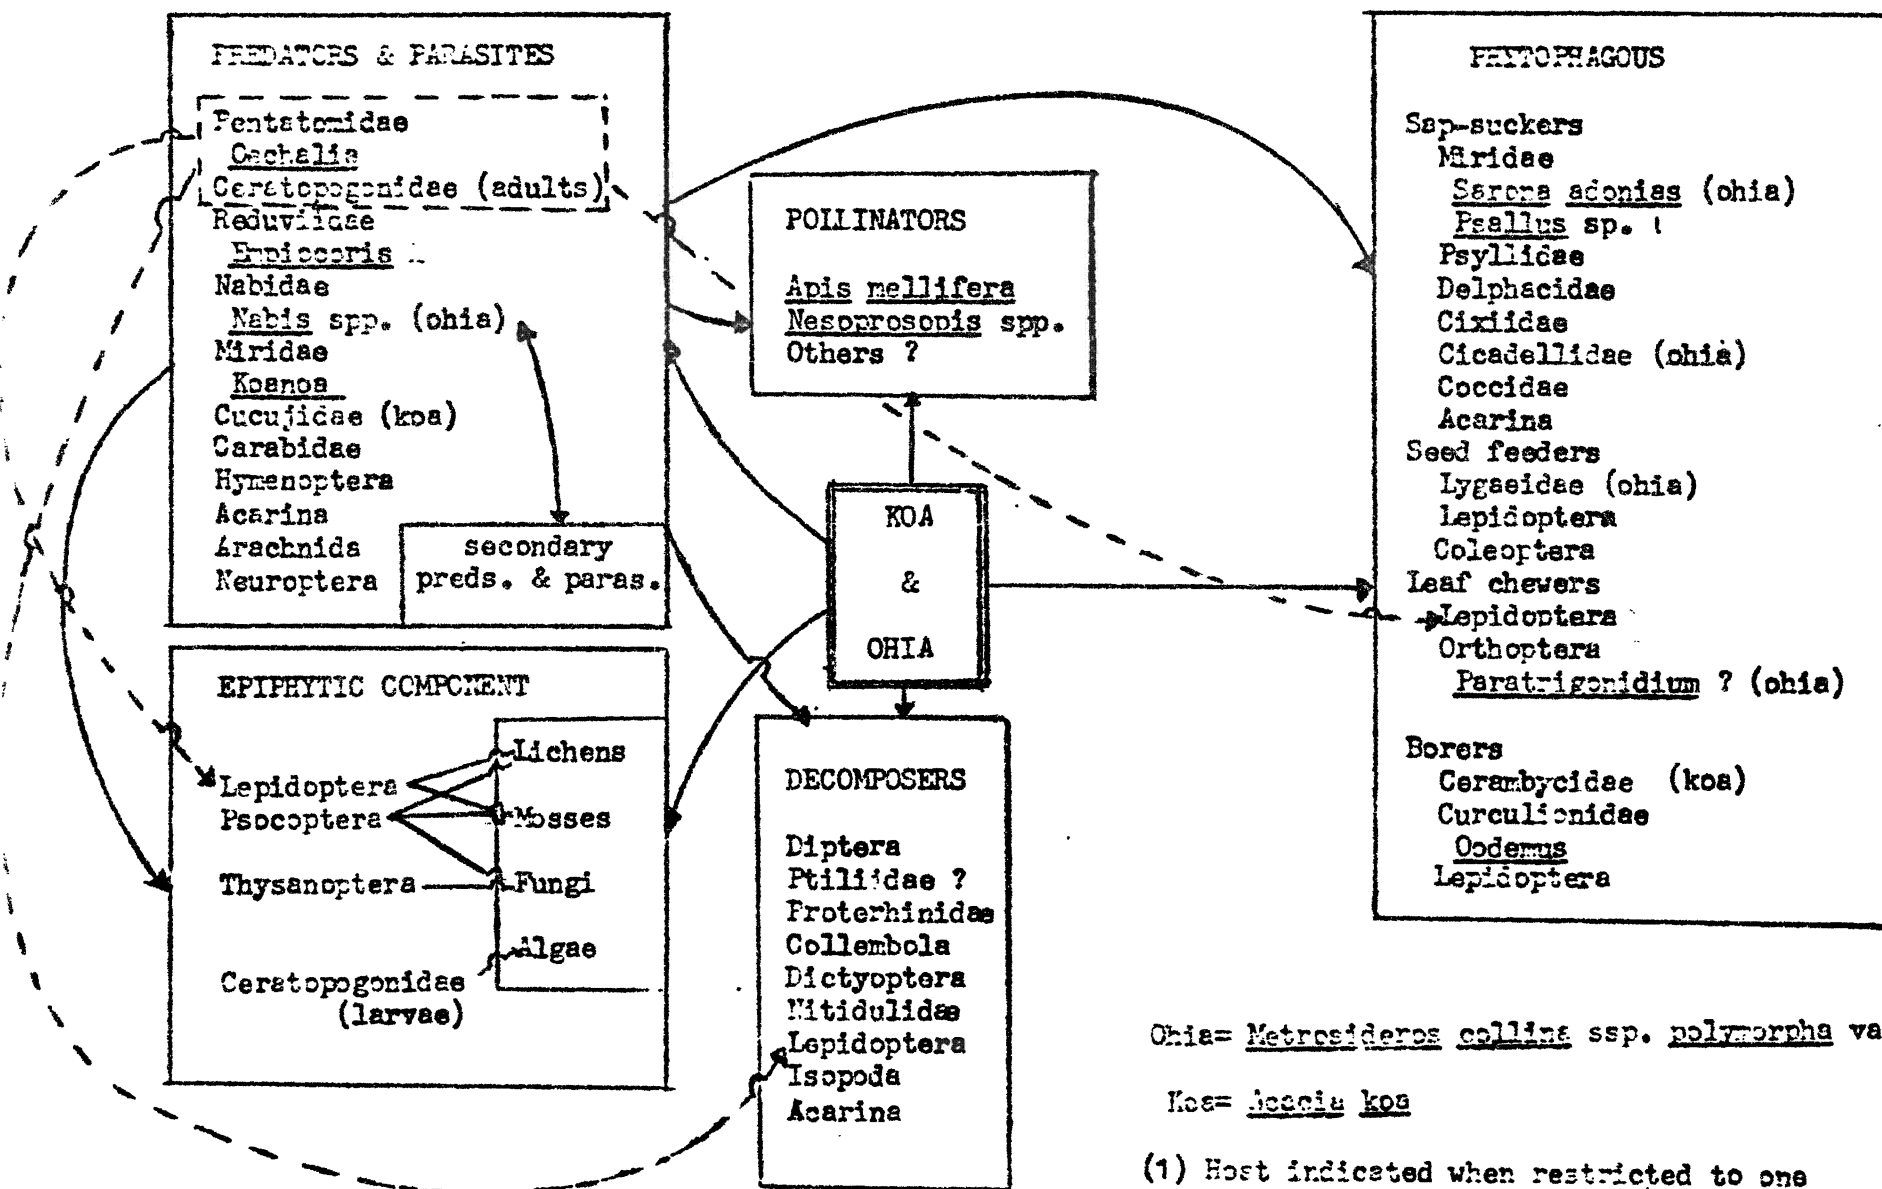 PREDATORS & PARASITES
Pentatomidae
Oechalia
Ceratopogonidae (adults)
Reduviidae
Empicoris
Nabidae
Nabis spp. (ohia)
Miridae
Koanoa
Cucujidae (koa)
Carabidae
Hymenoptera
Acarina
Arachnida
Neuroptera
secondary
preds. & paras.
EPIPHYTIC COMPONENT
Lepidoptera
Psocoptera
Thysanoptera
Ceratopogonidae
(larvae)
Lichens
Mosses
Fungi
Algae
POLLINATORS
Apis mellifera
Nesoprosopis spp.
Others ?
KOA
&
OHIA
DECOMPOSERS
Diptera
Ptiliidae ?
Proterhinidae
Collembola
Dictyoptera
Nitidulidae
Lepidoptera
Isopoda
Acarina
PHYTOPHAGOUS
Sap-suckers
Miridae
Sarona adonias (ohia)
Psallus sp.
Psyllidae
Delphacidae
Cixiidae
Cicadellidae (ohia)
Coccidae
Acarina
Seed feeders
Lygaeidae (ohia)
Lepidoptera
Coleoptera
Leaf chewers
Lepidoptera
Orthoptera
Paratrigonidium ? (ohia)
Borers
Cerambycidae (koa)
Curculionidae
Oodemus
Lepidoptera
Ohia= Metrosideros collina ssp. polymorpha va
Koa= Acacia koa
(1) Host indicated when restricted to one